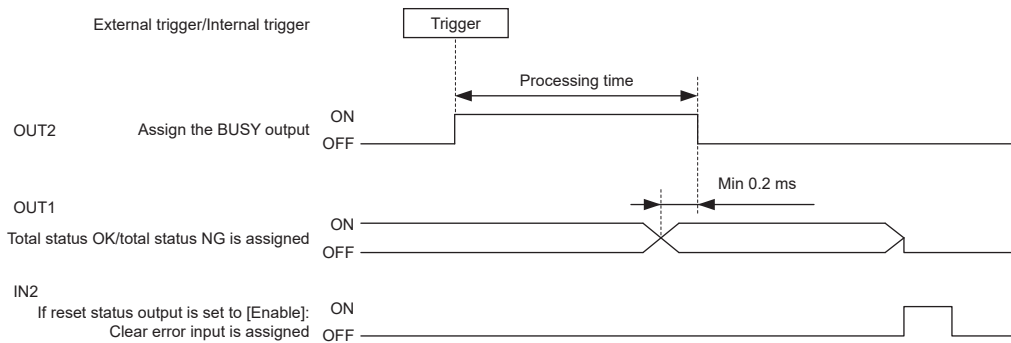 External trigger/Internal trigger
Trigger
Processing time
OUT2
Assign the BUSY output
ON
OFF
Min 0.2 ms
OUT1
Total status OK/total status NG is assigned
ON
OFF
IN2
If reset status output is set to [Enable]:
Clear error input is assigned
ON
OFF